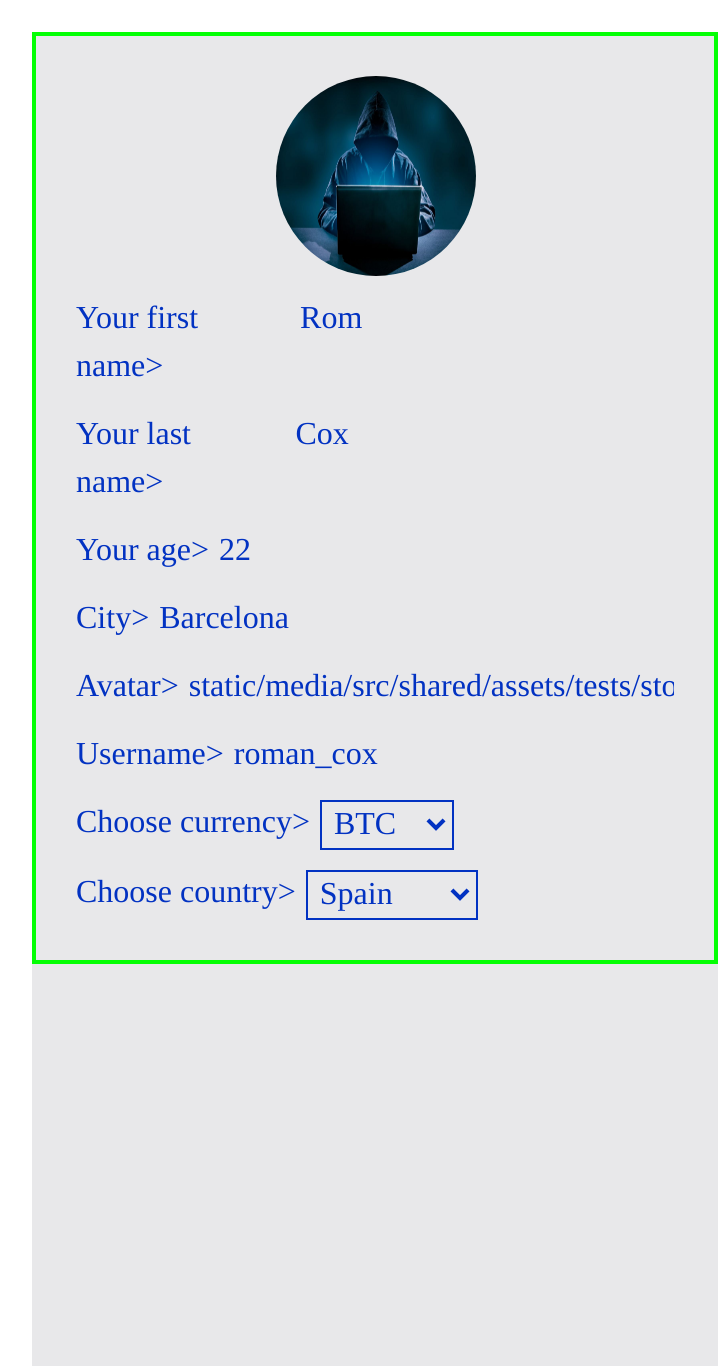 Your first Rom
name>
Your last Cox
name>
Your age> 22
City> Barcelona
Avatar> static/media/src/shared/assets/tests/sto
Username> roman_cox
Choose currency> BTC
Choose country> Spain